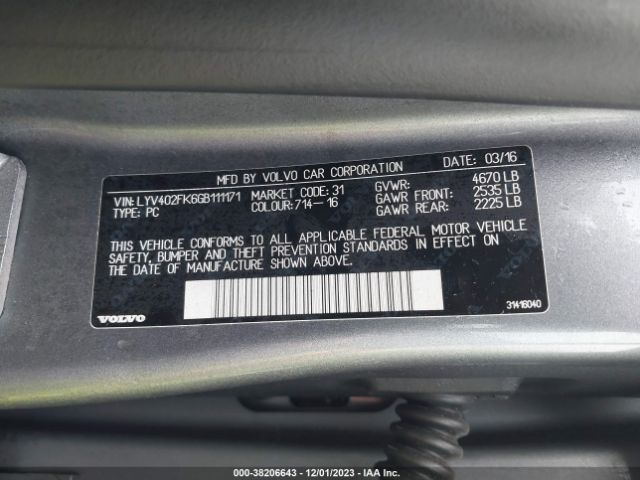 MFD BY VOLVO CAR CORPORATION DATE: 03/16
VIN: LYV402FK6GB111171 MARKET CODE: 31 GVWR: 4670 LB
TYPE: PC COLOUR: 714-16 GAWR FRONT: 2535 LB
GAWR REAR: 2225 LB
THIS VEHICLE CONFORMS TO ALL APPLICABLE FEDERAL MOTOR VEHICLE
SAFETY, BUMPER AND THEFT PREVENTION STANDARDS IN EFFECT ON
THE DATE OF MANUFACTURE SHOWN ABOVE.
VOLVO 31416040
000-38206643 / 12/01/2023 - IAA Inc.